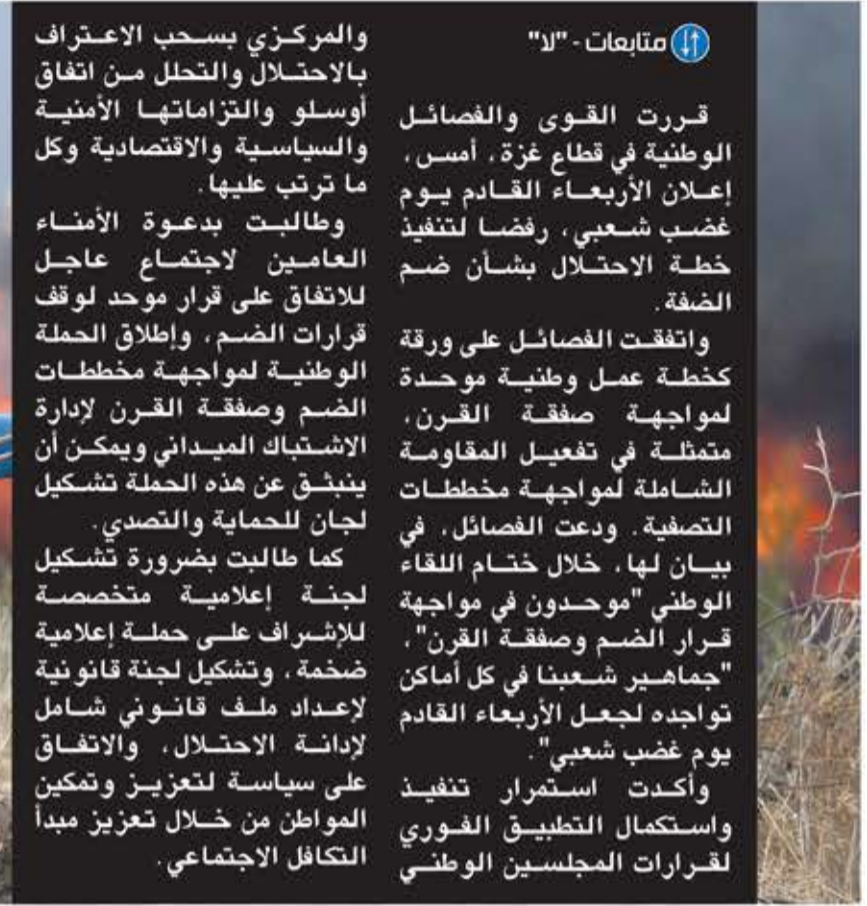 متابعات - "لا"
قررت القوى والفصائل
الوطنية في قطاع غزة، أمس،
إعلان الأربعاء القادم يوم
غضب شعبي، رفضا لتنفيذ
خطة الاحتلال بشأن ضم
الضفة.
واتفقت الفصائل على ورقة
كخطة عمل وطنية موحدة
لمواجهة صفقة القرن،
متمثلة في تفعيل المقاومة
الشاملة لمواجهة مخططات
التصفية. ودعت الفصائل، في
بيان لها، خلال ختام اللقاء
الوطني "موحدون في مواجهة
قرار الضم وصفقة القرن"،
"جماهير شعبنا في كل أماكن
تواجده لجعل الأربعاء القادم
يوم غضب شعبي".
وأكدت استمرار تنفيذ
واستكمال التطبيق الفوري
لقرارات المجلسين الوطني
والمركزي بسحب الاعتراف
بالاحتلال والتحلل من اتفاق
أوسلو والتزاماتها الأمنية
والسياسية والاقتصادية وكل
ما ترتب عليها.
وطالبت بدعوة الأمناء
العامين لاجتماع عاجل
للاتفاق على قرار موحد لوقف
قرارات الضم، وإطلاق الحملة
الوطنية لمواجهة مخططات
الضم وصفقة القرن لإدارة
الاشتباك الميداني ويمكن أن
ينبثق عن هذه الحملة تشكيل
لجان للحماية والتصدي.
كما طالبت بضرورة تشكيل
لجنة إعلامية متخصصة
للإشراف على حملة إعلامية
ضخمة، وتشكيل لجنة قانونية
لإعداد ملف قانوني شامل
لإدانة الاحتلال، والاتفاق
على سياسة لتعزيز وتمكين
المواطن من خلال تعزيز مبدأ
التكافل الاجتماعي.